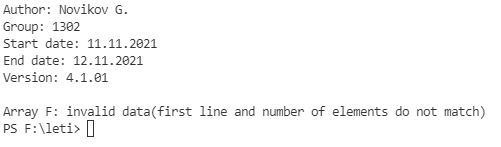 Author: Novikov G.
Group: 1302
Start date: 11.11.2021
End date: 12.11.2021
Version: 4.1.01
Array F: invalid data(first line and number of elements do not match)
PS F:\leti>